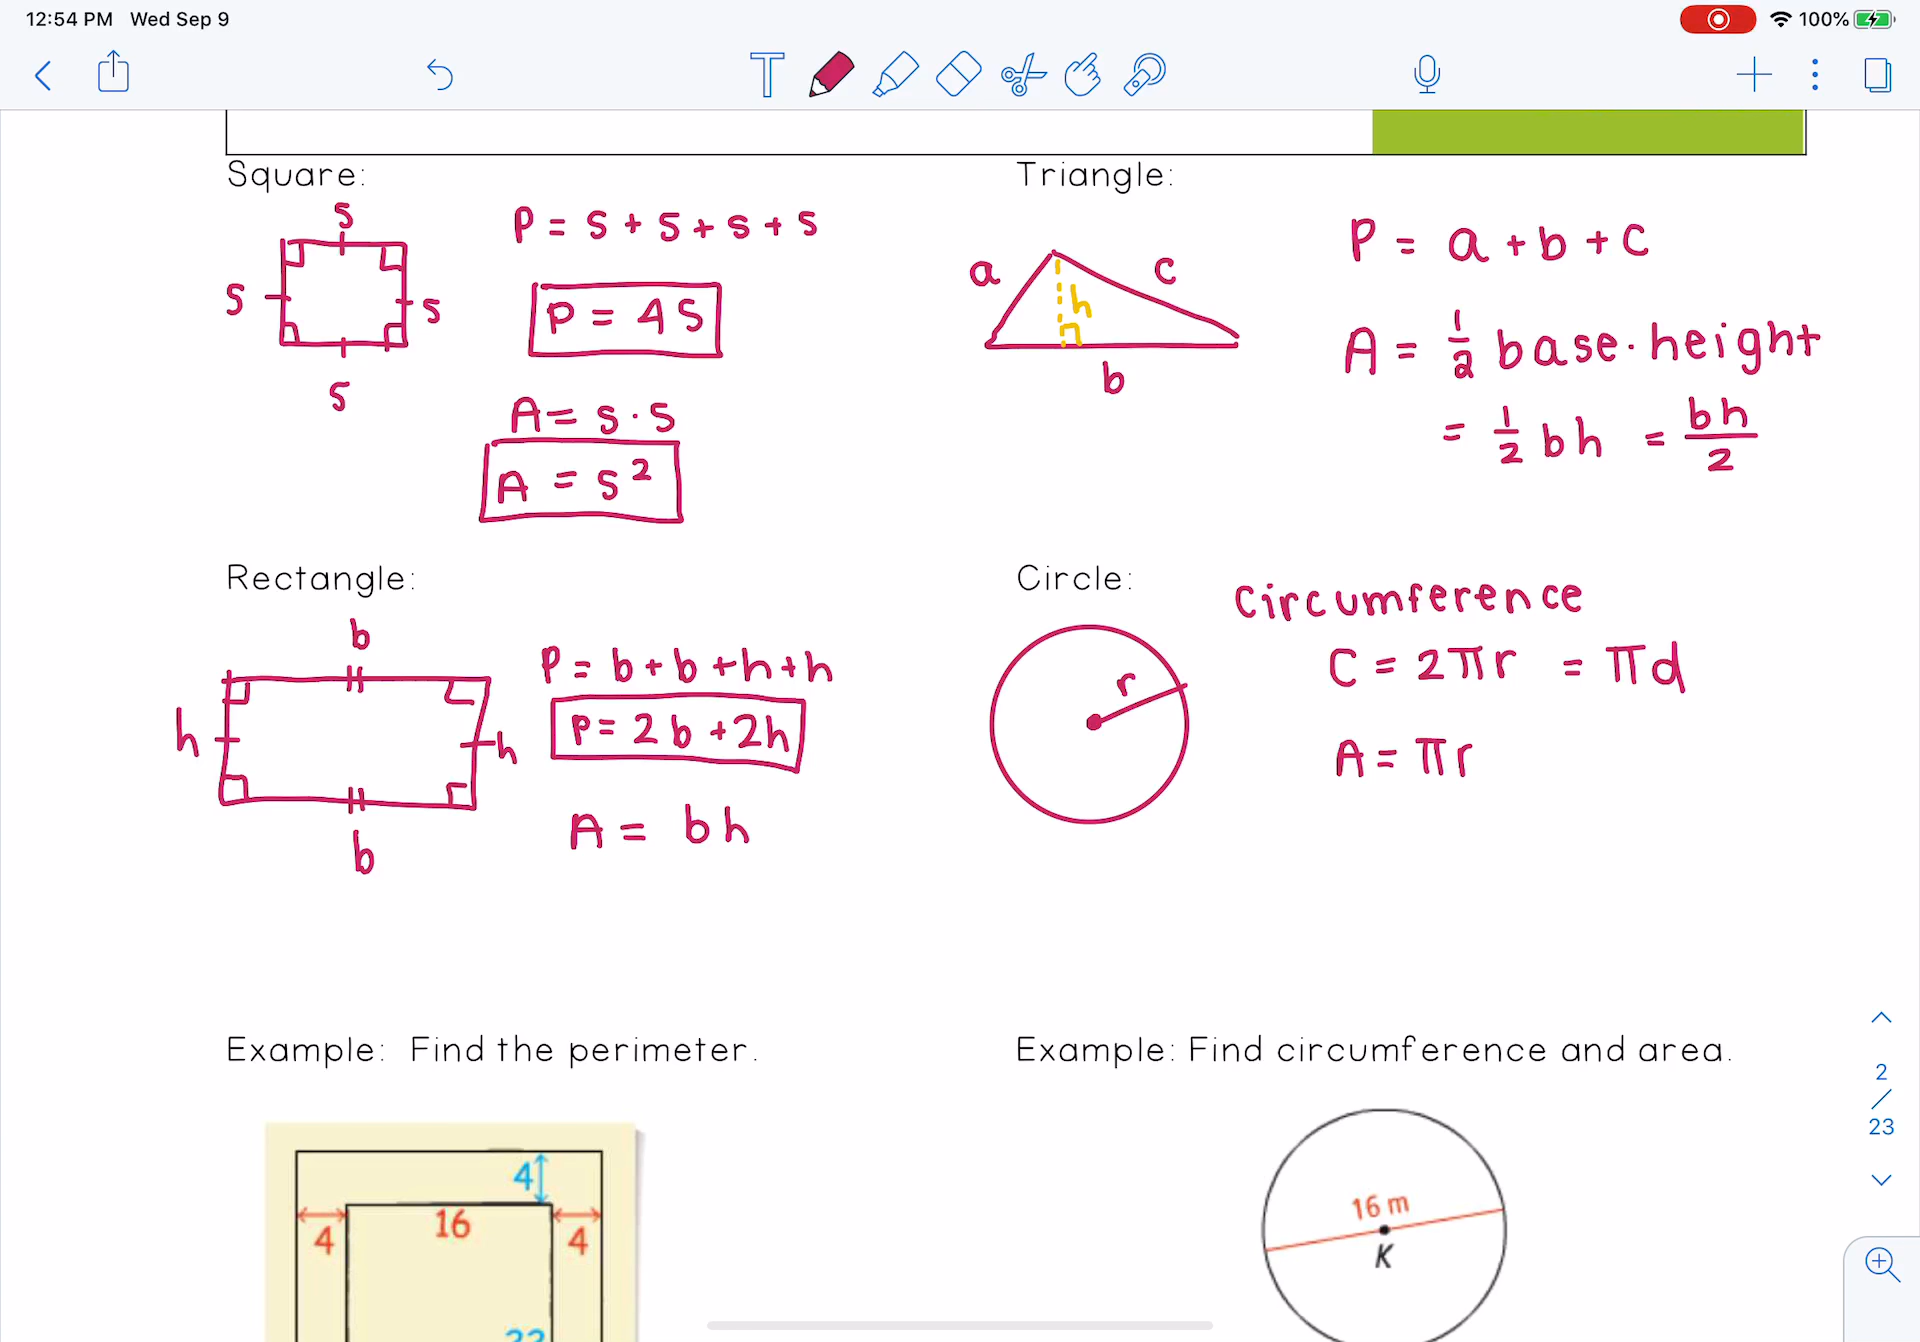 12:54 PM Wed Sep 9
100%
T
Square:
s
s
s
s
P = s + s + s + s
P = 4s
A = s · s
A = s²
Triangle:
a
c
h
b
P = a + b + c
A = ½ base · height
= ½ bh = bh/2
Rectangle:
b
h
h
b
P = b + b + h + h
P = 2b + 2h
A = bh
Circle:
r
Circumference
C = 2πr = πd
A = πr
Example: Find the perimeter.
4
4
16
4
Example: Find circumference and area.
16 m
K
2
/
23